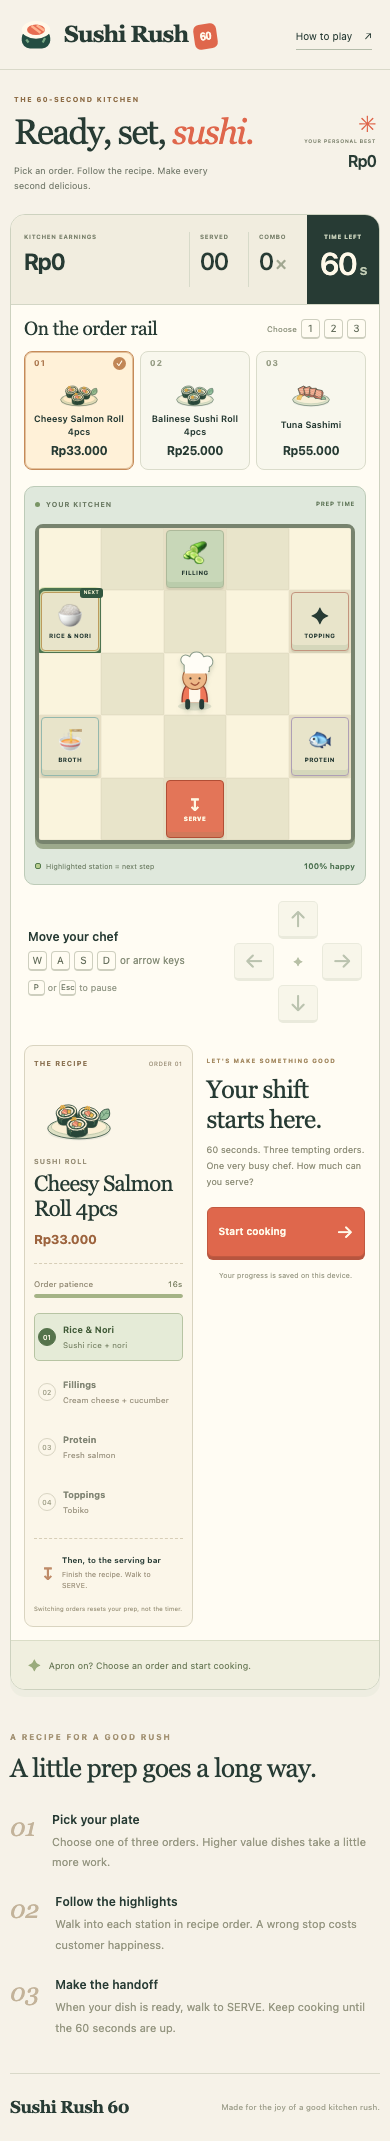 Sushi Rush 60
How to play ↗
THE 60-SECOND KITCHEN
Ready, set, sushi.
Pick an order. Follow the recipe. Make every
second delicious.
YOUR PERSONAL BEST
Rp0
KITCHEN EARNINGS
Rp0
SERVED
00
COMBO
0×
TIME LEFT
60s
On the order rail
Choose 1 2 3
01
Cheesy Salmon Roll
4pcs
Rp33.000
02
Balinese Sushi Roll
4pcs
Rp25.000
03
Tuna Sashimi
Rp55.000
YOUR KITCHEN
PREP TIME
FILLING
NEXT
RICE & NORI
TOPPING
BROTH
PROTEIN
SERVE
Highlighted station = next step
100% happy
Move your chef
W A S D or arrow keys
P or Esc to pause
THE RECIPE
ORDER 01
SUSHI ROLL
Cheesy Salmon
Roll 4pcs
Rp33.000
Order patience
16s
01
Rice & Nori
Sushi rice + nori
02
Fillings
Cream cheese + cucumber
03
Protein
Fresh salmon
04
Toppings
Tobiko
Then, to the serving bar
Finish the recipe. Walk to
SERVE.
Switching orders resets your prep, not the timer.
LET'S MAKE SOMETHING GOOD
Your shift
starts here.
60 seconds. Three tempting orders.
One very busy chef. How much can
you serve?
Start cooking →
Your progress is saved on this device.
Apron on? Choose an order and start cooking.
A RECIPE FOR A GOOD RUSH
A little prep goes a long way.
01
Pick your plate
Choose one of three orders. Higher value dishes take a little
more work.
02
Follow the highlights
Walk into each station in recipe order. A wrong stop costs
customer happiness.
03
Make the handoff
When your dish is ready, walk to SERVE. Keep cooking until
the 60 seconds are up.
Sushi Rush 60
Made for the joy of a good kitchen rush.